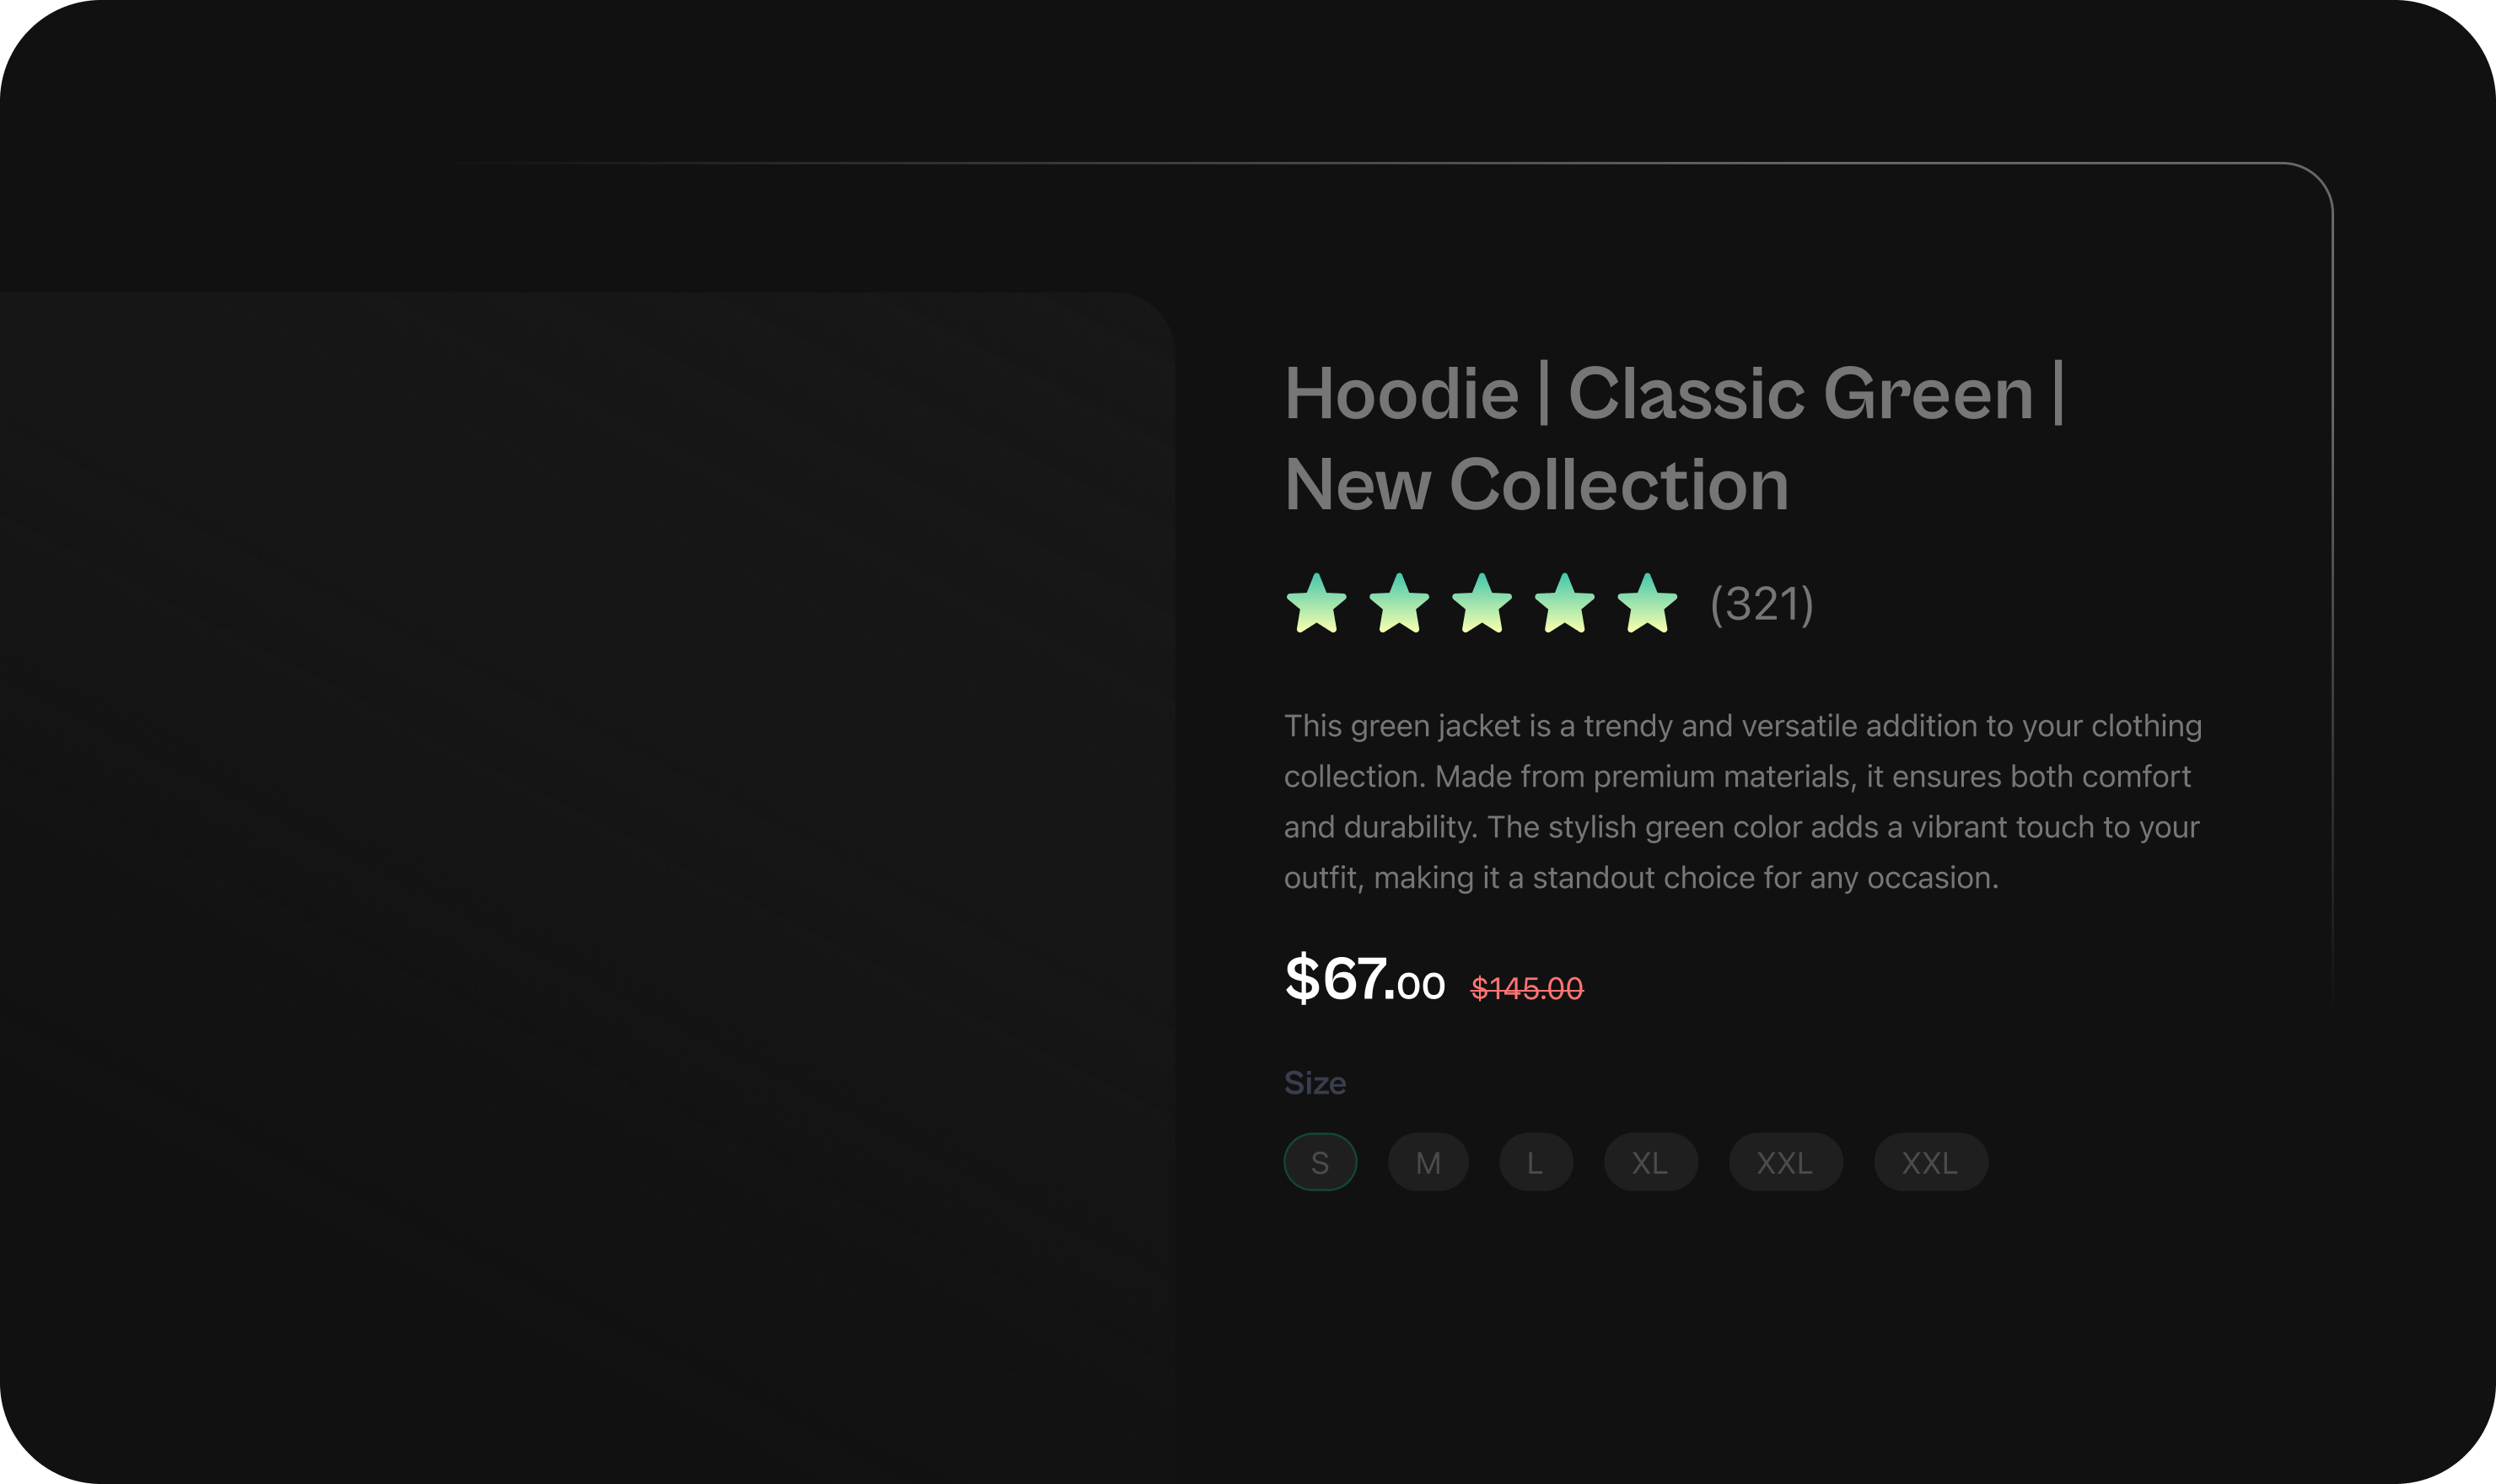 Hoodie | Classic Green |
New Collection
(321)
This green jacket is a trendy and versatile addition to your clothing
collection. Made from premium materials, it ensures both comfort
and durability. The stylish green color adds a vibrant touch to your
outfit, making it a standout choice for any occasion.
$67.00 $145.00
Size
S M L XL XXL XXL